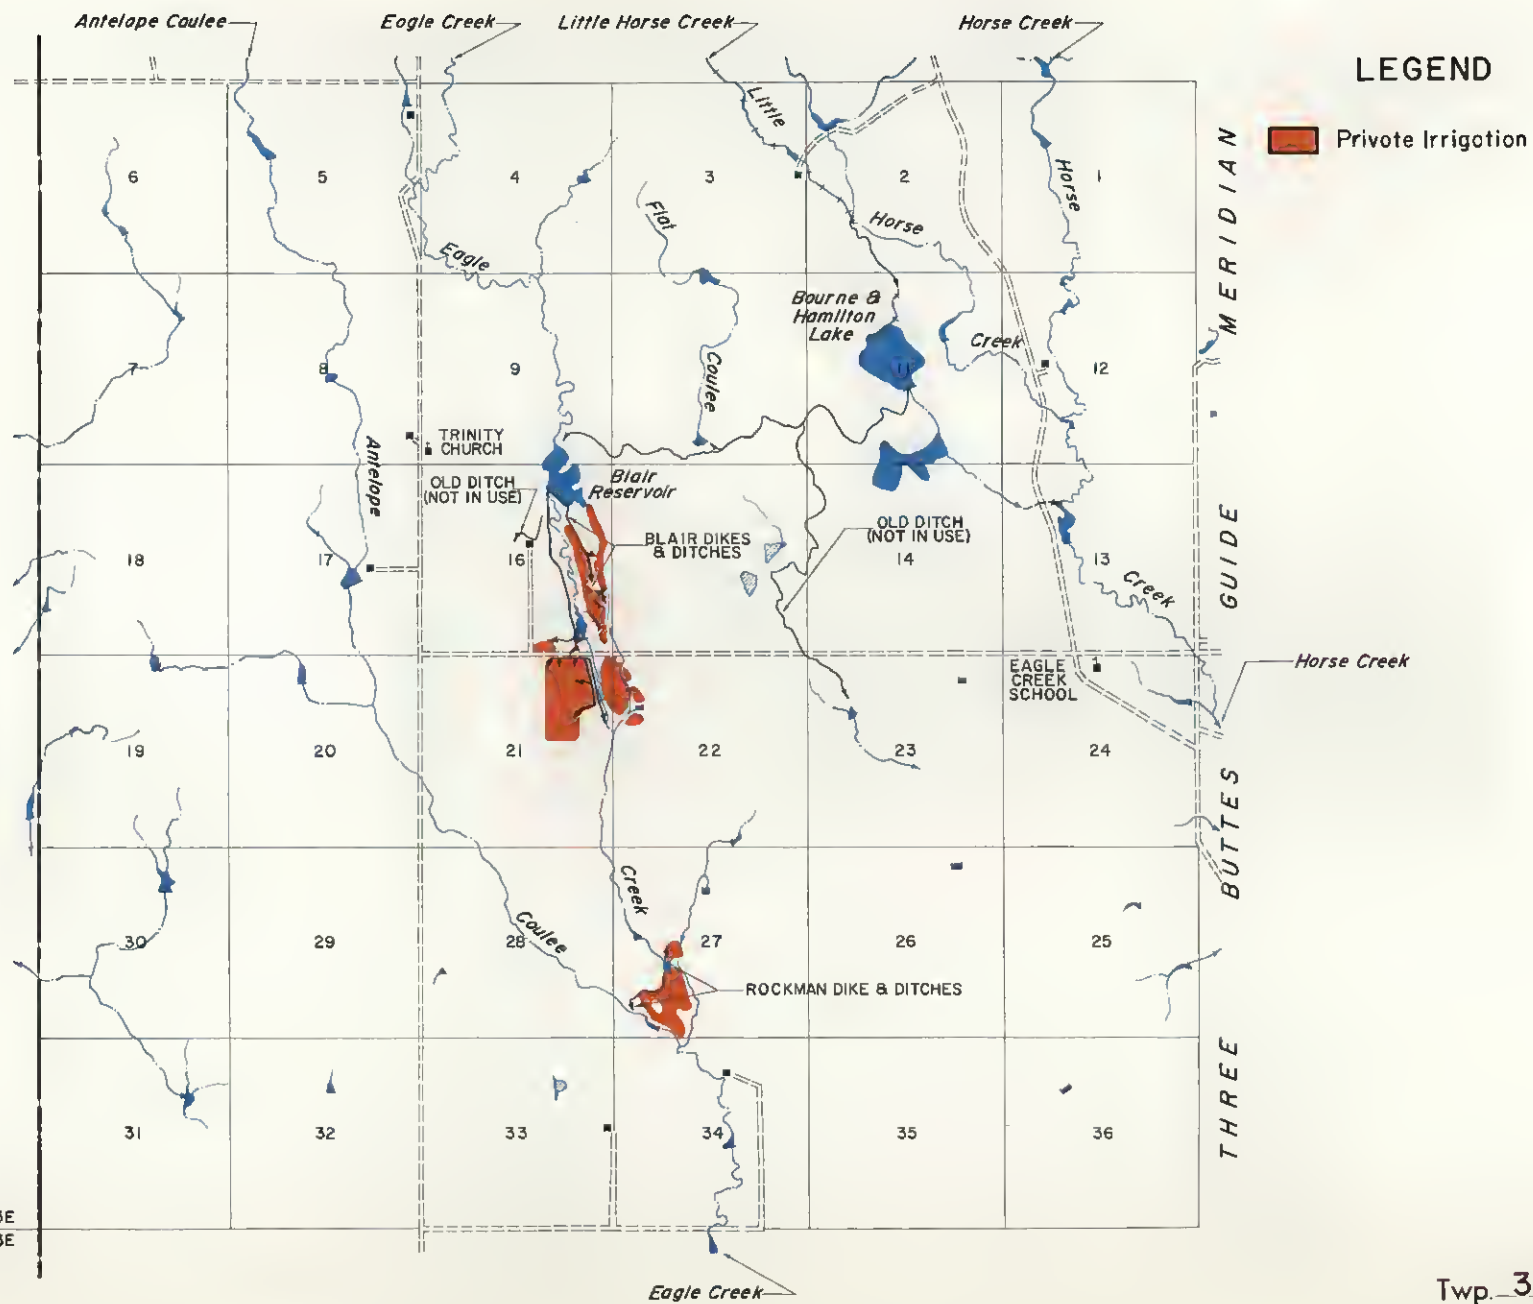 Antelope Coulee
Eagle Creek
Little Horse Creek
Horse Creek
LEGEND
Private Irrigation
Little
6
5
4
3
2
1
Horse
Flat
Horse
Eagle
MERIDIAN
Bourne &
Hamilton
Lake
Creek
7
8
9
Coulee
11
12
TRINITY
CHURCH
Antelope
OLD DITCH
(NOT IN USE)
Blair
Reservoir
BLAIR DIKES
& DITCHES
OLD DITCH
(NOT IN USE)
18
17
16
14
13
Creek
GUIDE
EAGLE
CREEK
SCHOOL
Horse Creek
19
20
21
22
23
24
BUTTES
Creek
Coulee
30
29
28
27
26
25
ROCKMAN DIKE & DITCHES
THREE
31
32
33
34
35
36
Eagle Creek
Twp. 3